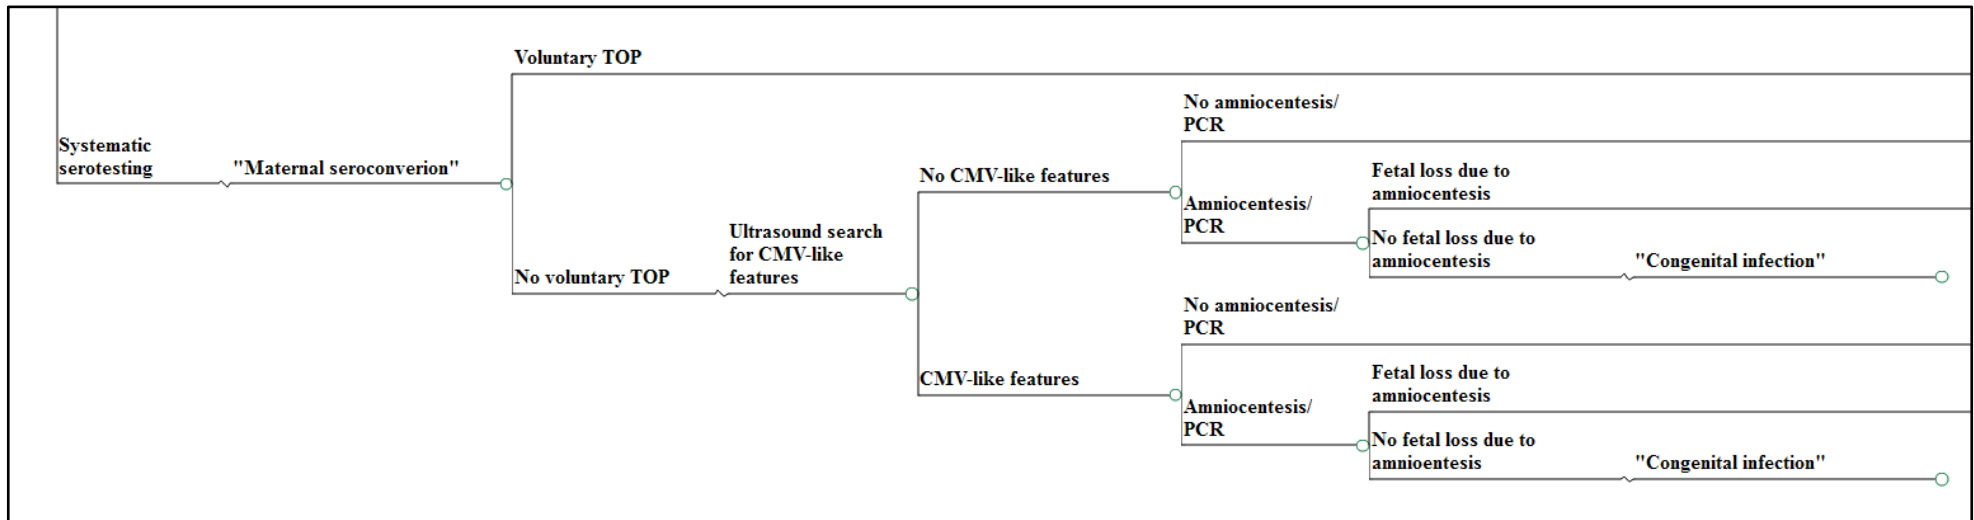 Voluntary TOP
Systematic
serotesting
"Maternal seroconverion"
No voluntary TOP
Ultrasound search
for CMV-like
features
No CMV-like features
No amniocentesis/
PCR
Amniocentesis/
PCR
Fetal loss due to
amniocentesis
No fetal loss due to
amniocentesis
"Congenital infection"
CMV-like features
No amniocentesis/
PCR
Amniocentesis/
PCR
Fetal loss due to
amniocentesis
No fetal loss due to
amnioentesis
"Congenital infection"